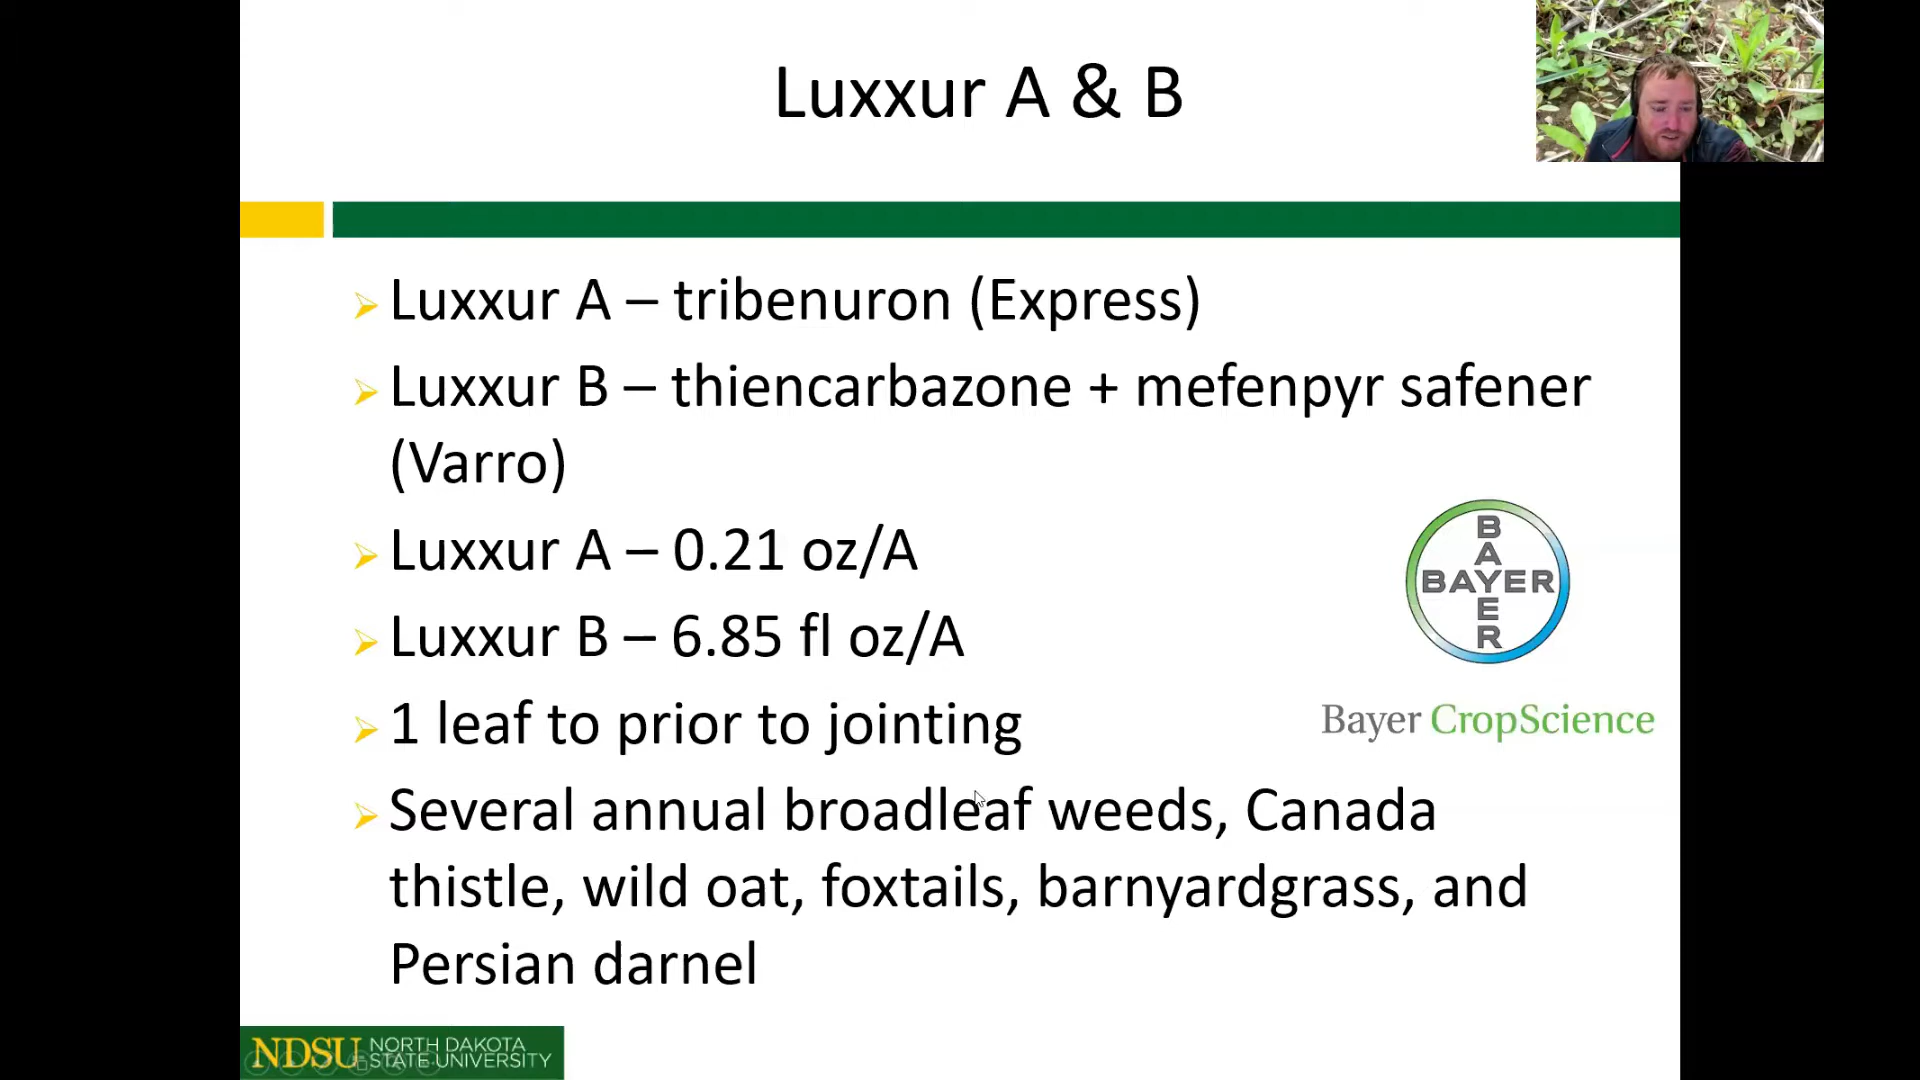 Luxxur A & B
Luxxur A – tribenuron (Express)
Luxxur B – thiencarbazone + mefenpyr safener
(Varro)
Luxxur A – 0.21 oz/A
Luxxur B – 6.85 fl oz/A
1 leaf to prior to jointing
Several annual broadleaf weeds, Canada
thistle, wild oat, foxtails, barnyardgrass, and
Persian darnel
BAYER
BAYER
Bayer CropScience
NDSU NORTH DAKOTA
STATE UNIVERSITY